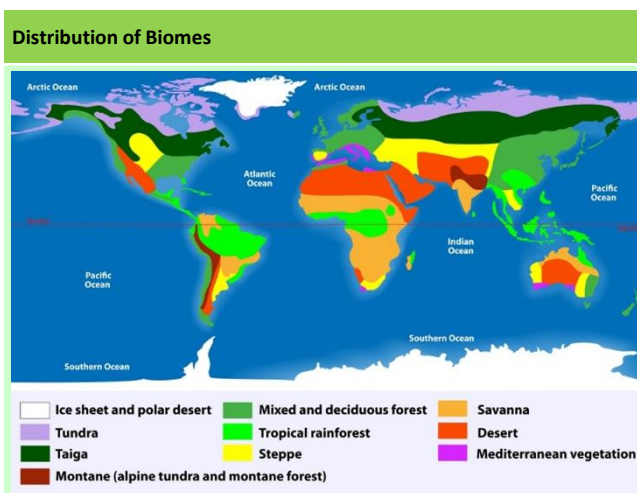 Distribution of Biomes
Arctic Ocean
Arctic Ocean
Atlantic
Ocean
Pacific
Ocean
Indian
Ocean
Pacific
Ocean
Southern Ocean
Southern Ocean
Ice sheet and polar desert
Mixed and deciduous forest
Savanna
Tundra
Tropical rainforest
Desert
Taiga
Steppe
Mediterranean vegetation
Montane (alpine tundra and montane forest)